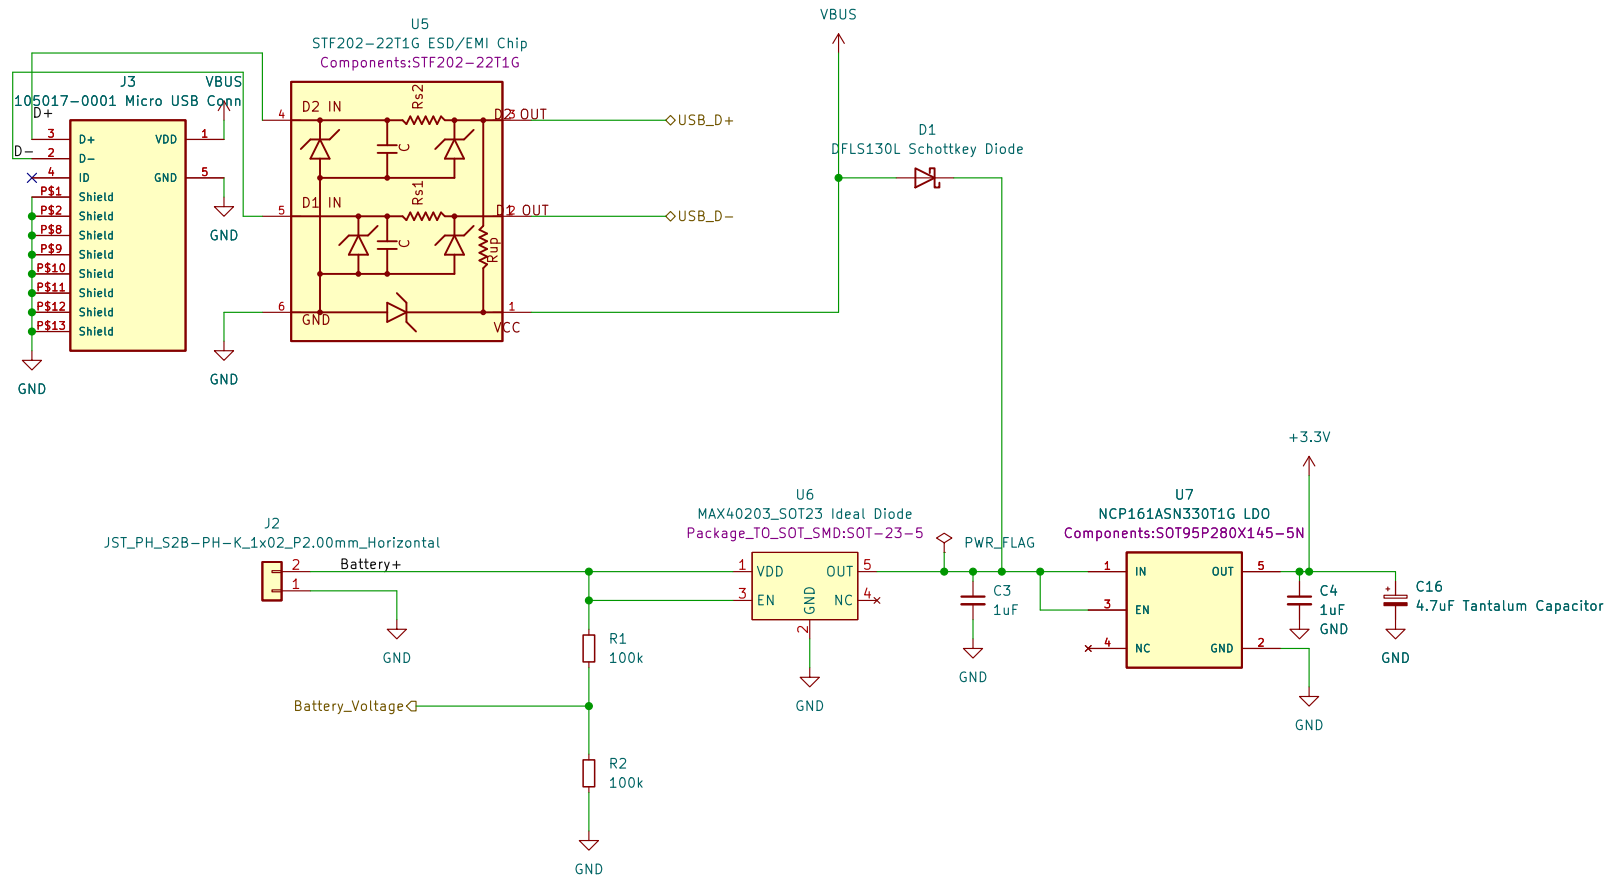 VBUS
U5
STF202-22T1G ESD/EMI Chip
Components:STF202-22T1G
J3
VBUS
105017-0001 Micro USB Conn
D+
D-
3 D+ VDD 1
2 D-
4 ID GND 5
P$1 Shield
P$2 Shield
P$8 Shield
P$9 Shield
P$10 Shield
P$11 Shield
P$12 Shield
P$13 Shield
GND
GND
GND
4 D2 IN
Rs2
C
D2 OUT 3
5 D1 IN
Rs1
C
D1 OUT 2
Rup
6 GND
1
VCC
USB_D+
USB_D-
D1
DFLS130L Schottkey Diode
+3.3V
J2
JST_PH_S2B-PH-K_1x02_P2.00mm_Horizontal
2
1
Battery+
GND
R1
100k
Battery_Voltage
R2
100k
GND
U6
MAX40203_SOT23 Ideal Diode
Package_TO_SOT_SMD:SOT-23-5
1 VDD OUT 5
3 EN NC 4
GND
2
GND
PWR_FLAG
C3
1uF
GND
U7
NCP161ASN330T1G LDO
Components:SOT95P280X145-5N
1 IN OUT 5
3 EN
4 NC GND 2
GND
C4
1uF
GND
C16
4.7uF Tantalum Capacitor
GND